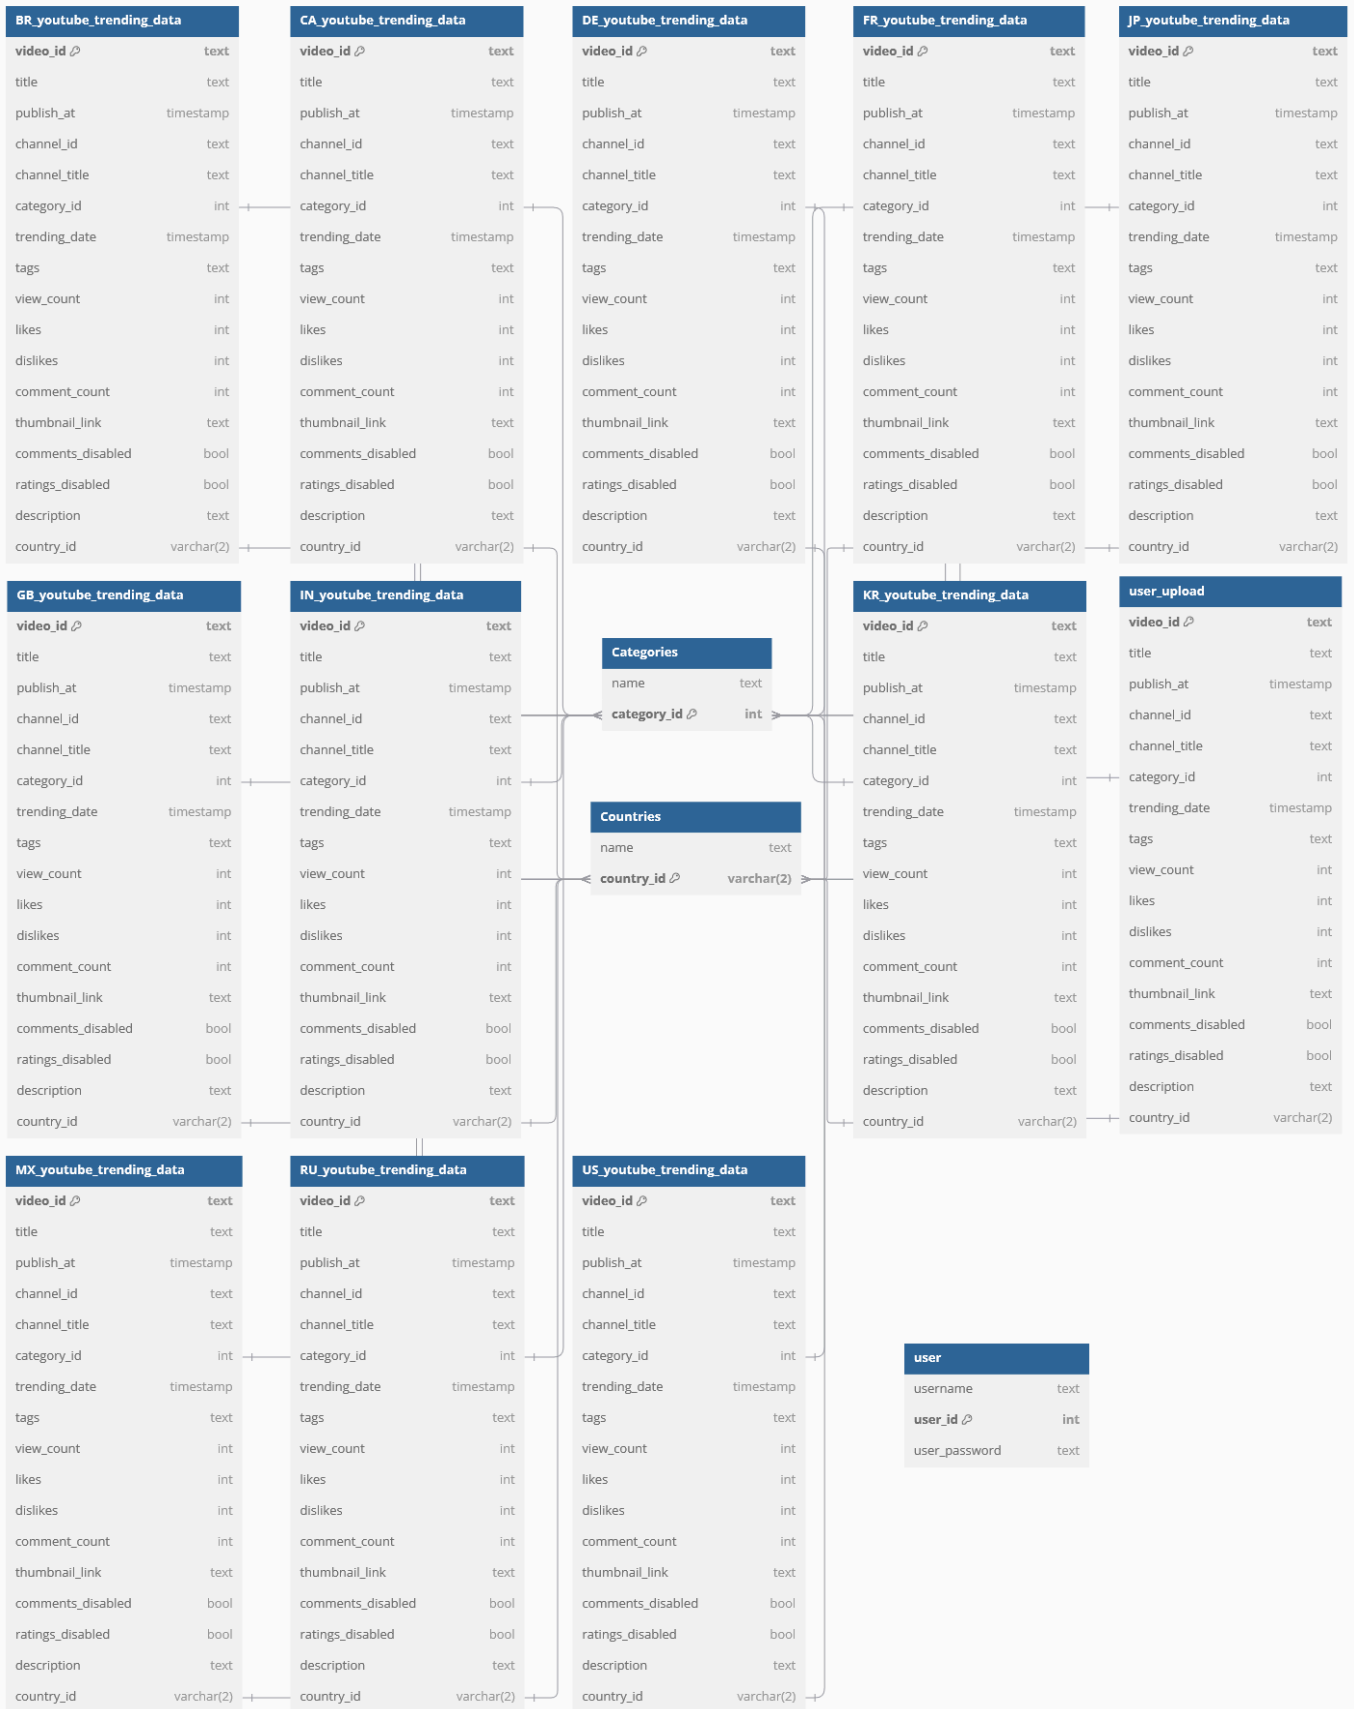 BR_youtube_trending_data
video_id text
title text
publish_at timestamp
channel_id text
channel_title text
category_id int
trending_date timestamp
tags text
view_count int
likes int
dislikes int
comment_count int
thumbnail_link text
comments_disabled bool
ratings_disabled bool
description text
country_id varchar(2)
CA_youtube_trending_data
video_id text
title text
publish_at timestamp
channel_id text
channel_title text
category_id int
trending_date timestamp
tags text
view_count int
likes int
dislikes int
comment_count int
thumbnail_link text
comments_disabled bool
ratings_disabled bool
description text
country_id varchar(2)
DE_youtube_trending_data
video_id text
title text
publish_at timestamp
channel_id text
channel_title text
category_id int
trending_date timestamp
tags text
view_count int
likes int
dislikes int
comment_count int
thumbnail_link text
comments_disabled bool
ratings_disabled bool
description text
country_id varchar(2)
FR_youtube_trending_data
video_id text
title text
publish_at timestamp
channel_id text
channel_title text
category_id int
trending_date timestamp
tags text
view_count int
likes int
dislikes int
comment_count int
thumbnail_link text
comments_disabled bool
ratings_disabled bool
description text
country_id varchar(2)
JP_youtube_trending_data
video_id text
title text
publish_at timestamp
channel_id text
channel_title text
category_id int
trending_date timestamp
tags text
view_count int
likes int
dislikes int
comment_count int
thumbnail_link text
comments_disabled bool
ratings_disabled bool
description text
country_id varchar(2)
GB_youtube_trending_data
video_id text
title text
publish_at timestamp
channel_id text
channel_title text
category_id int
trending_date timestamp
tags text
view_count int
likes int
dislikes int
comment_count int
thumbnail_link text
comments_disabled bool
ratings_disabled bool
description text
country_id varchar(2)
IN_youtube_trending_data
video_id text
title text
publish_at timestamp
channel_id text
channel_title text
category_id int
trending_date timestamp
tags text
view_count int
likes int
dislikes int
comment_count int
thumbnail_link text
comments_disabled bool
ratings_disabled bool
description text
country_id varchar(2)
Categories
name text
category_id int
Countries
name text
country_id varchar(2)
KR_youtube_trending_data
video_id text
title text
publish_at timestamp
channel_id text
channel_title text
category_id int
trending_date timestamp
tags text
view_count int
likes int
dislikes int
comment_count int
thumbnail_link text
comments_disabled bool
ratings_disabled bool
description text
country_id varchar(2)
user_upload
video_id text
title text
publish_at timestamp
channel_id text
channel_title text
category_id int
trending_date timestamp
tags text
view_count int
likes int
dislikes int
comment_count int
thumbnail_link text
comments_disabled bool
ratings_disabled bool
description text
country_id varchar(2)
MX_youtube_trending_data
video_id text
title text
publish_at timestamp
channel_id text
channel_title text
category_id int
trending_date timestamp
tags text
view_count int
likes int
dislikes int
comment_count int
thumbnail_link text
comments_disabled bool
ratings_disabled bool
description text
country_id varchar(2)
RU_youtube_trending_data
video_id text
title text
publish_at timestamp
channel_id text
channel_title text
category_id int
trending_date timestamp
tags text
view_count int
likes int
dislikes int
comment_count int
thumbnail_link text
comments_disabled bool
ratings_disabled bool
description text
country_id varchar(2)
US_youtube_trending_data
video_id text
title text
publish_at timestamp
channel_id text
channel_title text
category_id int
trending_date timestamp
tags text
view_count int
likes int
dislikes int
comment_count int
thumbnail_link text
comments_disabled bool
ratings_disabled bool
description text
country_id varchar(2)
user
username text
user_id int
user_password text